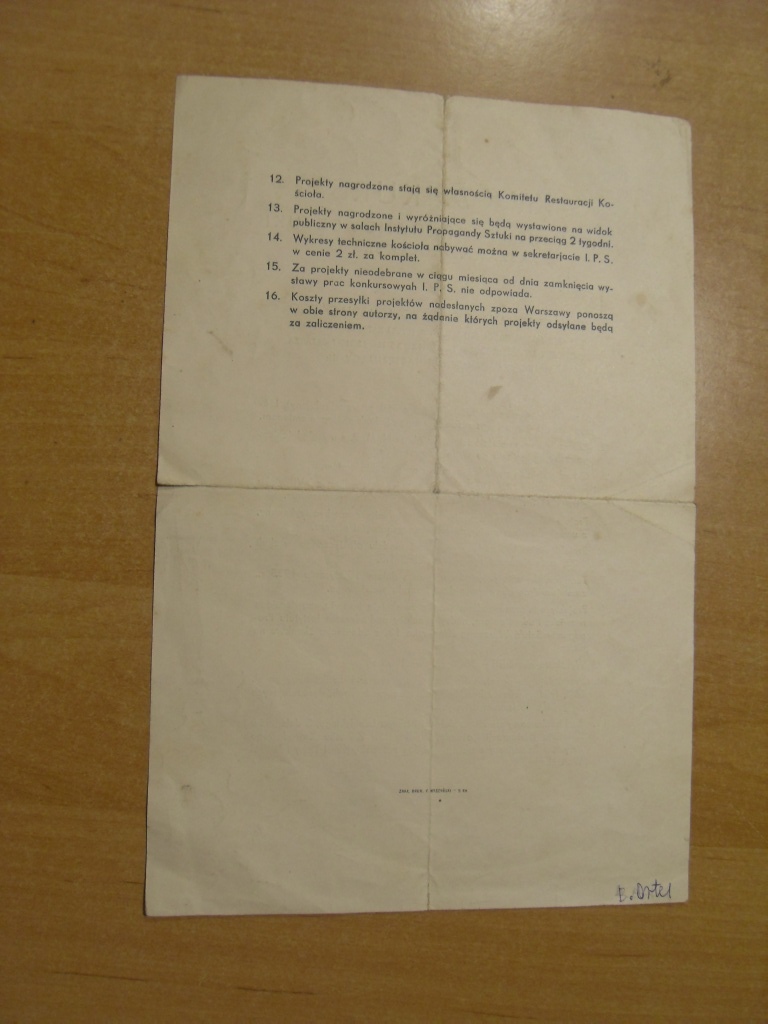 12. Projekty nagrodzone stają się własnością Komitetu Restauracji Ko-
ścioła.
13. Projekty nagrodzone i wyróżniające się będą wystawione na widok
publiczny w salach Instytutu Propagandy Sztuki na przeciąg 2 tygodni.
14. Wykresy techniczne kościoła nabywać można w sekretarjacie I. P. S.
w cenie 2 zł. za komplet.
15. Za projekty nieodebrane w ciągu miesiąca od dnia zamknięcia wy-
stawy prac konkursowych I. P. S. nie odpowiada.
16. Koszty przesyłki projektów nadesłanych zpoza Warszawy ponoszą
w obie strony autorzy, na żądanie których projekty odsyłane będą
za zaliczeniem.
B. Ortel